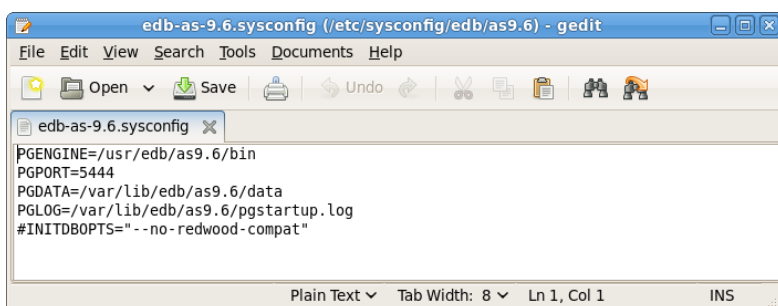 edb-as-9.6.sysconfig (/etc/sysconfig/edb/as9.6) - gedit
File Edit View Search Tools Documents Help
Open Save Undo
edb-as-9.6.sysconfig
PGENGINE=/usr/edb/as9.6/bin
PGPORT=5444
PGDATA=/var/lib/edb/as9.6/data
PGLOG=/var/lib/edb/as9.6/pgstartup.log
#INITDBOPTS="--no-redwood-compat"
Plain Text Tab Width: 8 Ln 1, Col 1 INS